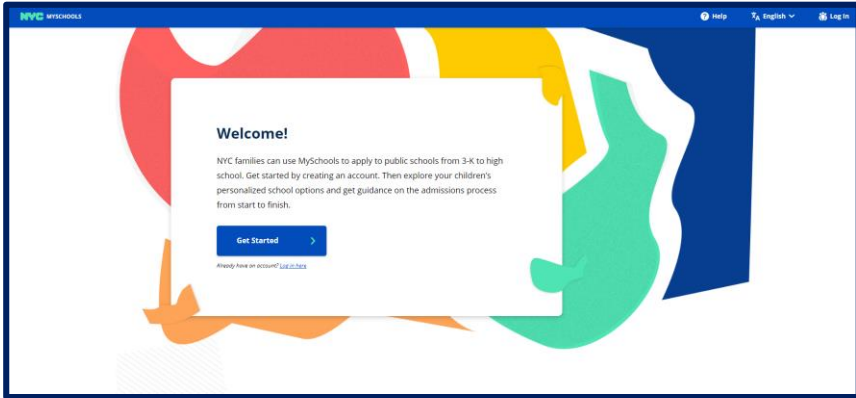 NYC MYSCHOOLS
Help
English
Log In
Welcome!
NYC families can use MySchools to apply to public schools from 3-K to high
school. Get started by creating an account. Then explore your children's
personalized school options and get guidance on the admissions process
from start to finish.
Get Started
Already have an account? Log in here